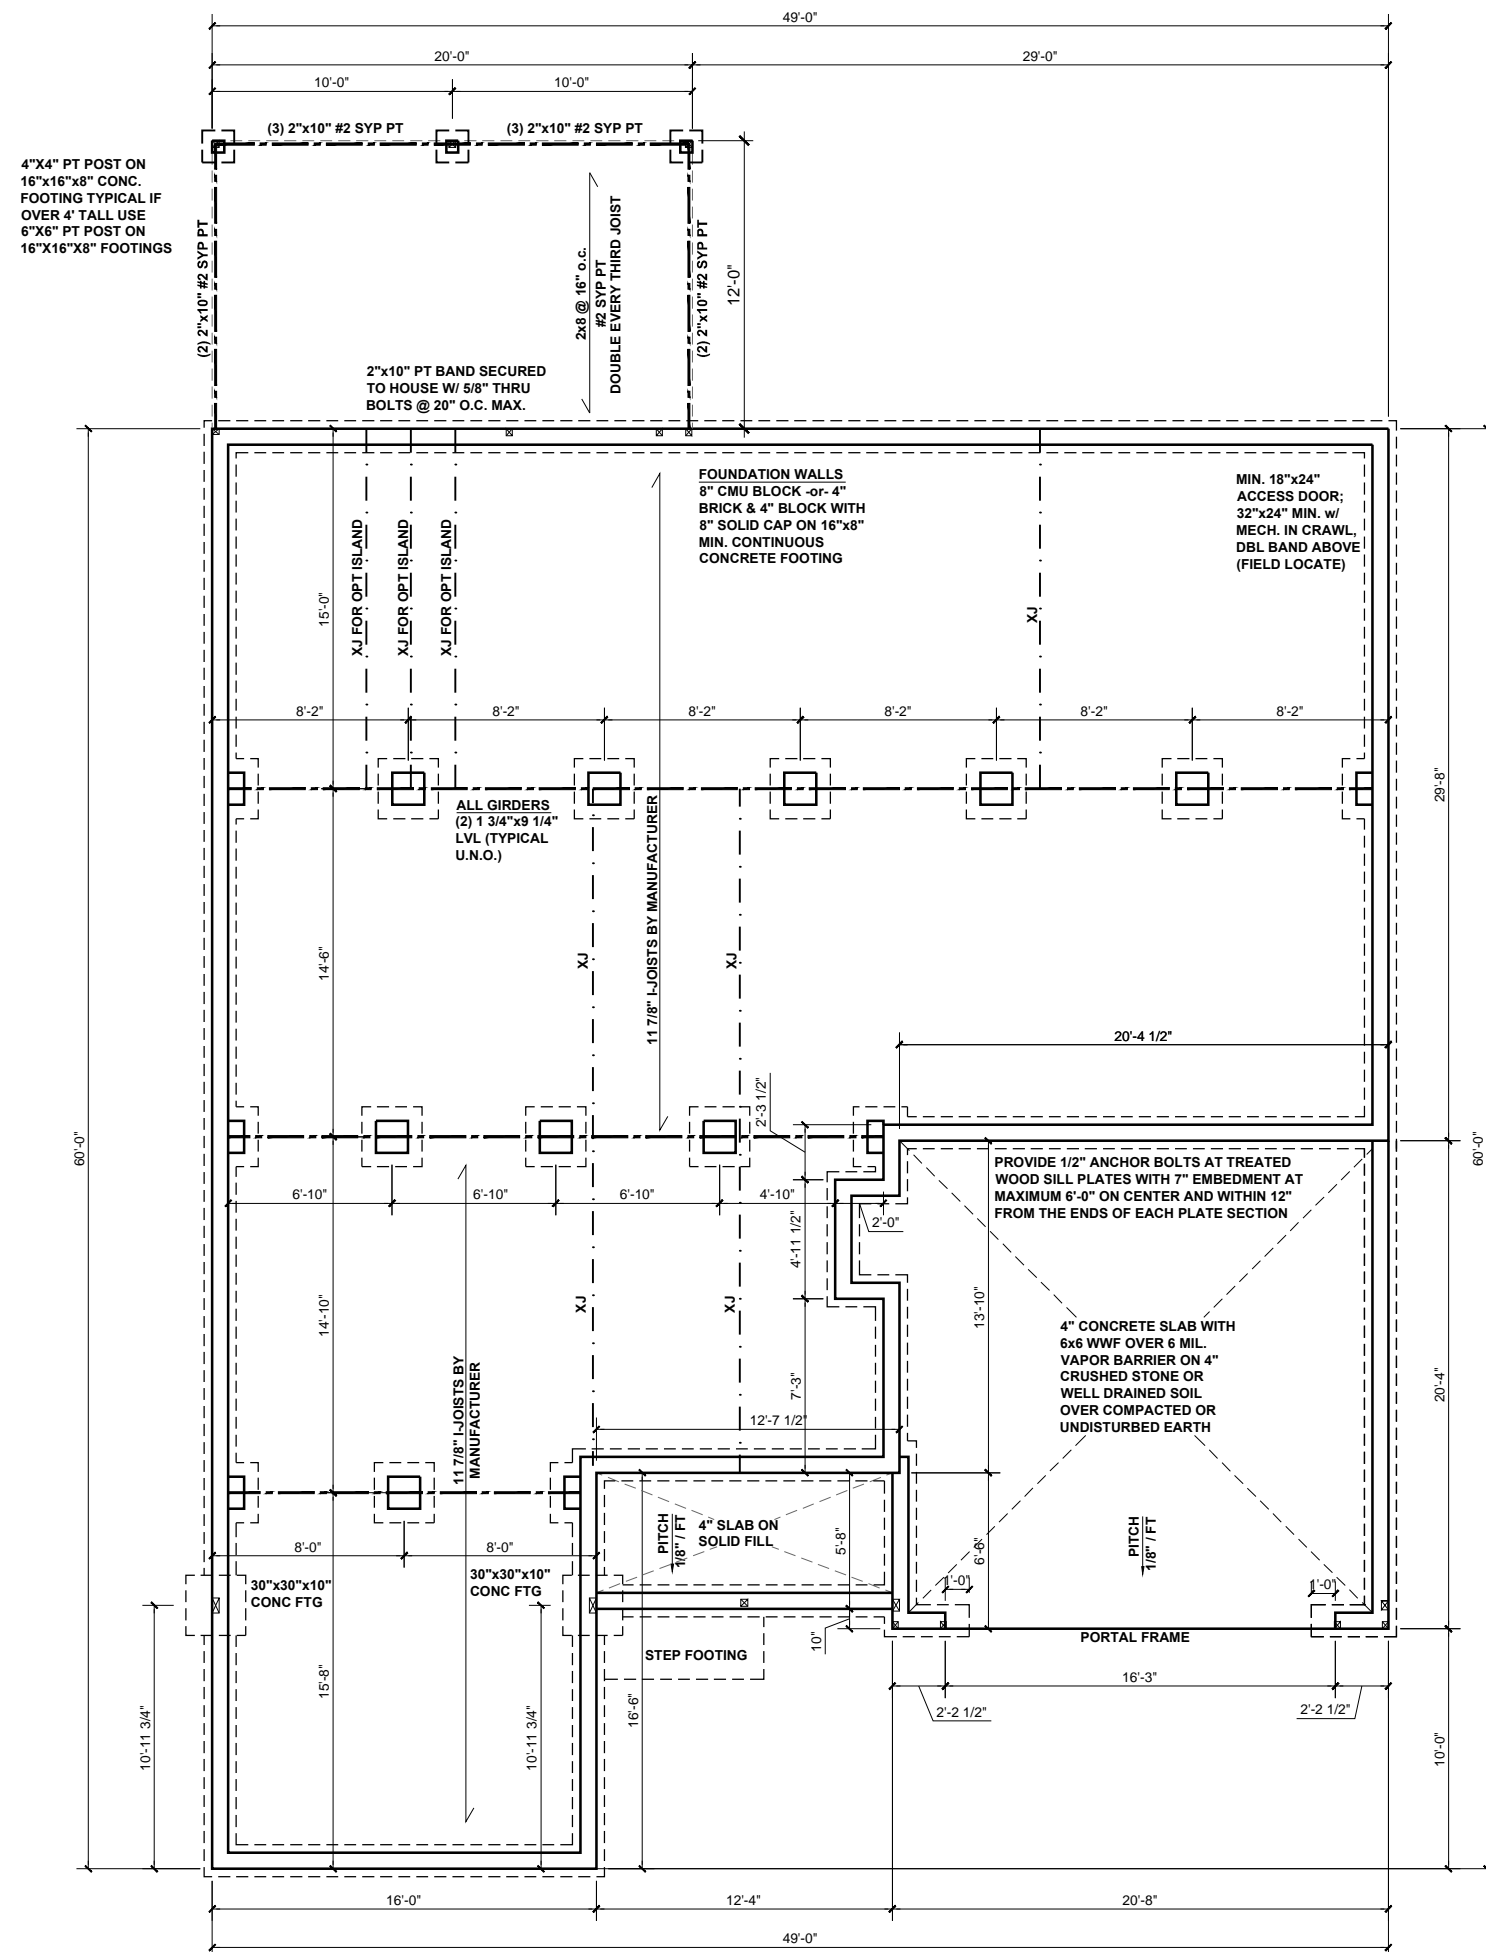 49'-0"
20'-0"
29'-0"
10'-0"
10'-0"
(3) 2"x10" #2 SYP PT
(3) 2"x10" #2 SYP PT
4"X4" PT POST ON
16"x16"x8" CONC.
FOOTING TYPICAL IF
OVER 4' TALL USE
6"X6" PT POST ON
16"X16"X8" FOOTINGS
(2) 2"x10" #2 SYP PT
2x8 @ 16" o.c.
#2 SYP PT
DOUBLE EVERY THIRD JOIST
(2) 2"x10" #2 SYP PT
12'-0"
2"x10" PT BAND SECURED
TO HOUSE W/ 5/8" THRU
BOLTS @ 20" O.C. MAX.
FOUNDATION WALLS
8" CMU BLOCK -or- 4"
BRICK & 4" BLOCK WITH
8" SOLID CAP ON 16"x8"
MIN. CONTINUOUS
CONCRETE FOOTING
MIN. 18"x24"
ACCESS DOOR;
32"x24" MIN. w/
MECH. IN CRAWL,
DBL BAND ABOVE
(FIELD LOCATE)
15'-0"
XJ FOR OPT ISLAND
XJ FOR OPT ISLAND
XJ FOR OPT ISLAND
XJ
8'-2"
8'-2"
8'-2"
8'-2"
8'-2"
8'-2"
29'-8"
ALL GIRDERS
(2) 1 3/4"x9 1/4"
LVL (TYPICAL
U.N.O.)
11 7/8" I-JOISTS BY MANUFACTURER
14'-6"
XJ
XJ
20'-4 1/2"
2'-3 1/2"
60'-0"
60'-0"
PROVIDE 1/2" ANCHOR BOLTS AT TREATED
WOOD SILL PLATES WITH 7" EMBEDMENT AT
MAXIMUM 6'-0" ON CENTER AND WITHIN 12"
FROM THE ENDS OF EACH PLATE SECTION
6'-10"
6'-10"
6'-10"
4'-10"
2'-0"
4'-11 1/2"
14'-10"
XJ
XJ
13'-10"
4" CONCRETE SLAB WITH
6x6 WWF OVER 6 MIL.
VAPOR BARRIER ON 4"
CRUSHED STONE OR
WELL DRAINED SOIL
OVER COMPACTED OR
UNDISTURBED EARTH
11 7/8" I-JOISTS BY
MANUFACTURER
7'-3"
12'-7 1/2"
20'-4"
PITCH
1/8" / FT
4" SLAB ON
SOLID FILL
5'-8"
6'-6"
PITCH
1/8" / FT
8'-0"
8'-0"
30"x30"x10"
CONC FTG
30"x30"x10"
CONC FTG
1'-0"
1'-0"
STEP FOOTING
10"
PORTAL FRAME
16'-3"
2'-2 1/2"
2'-2 1/2"
10'-11 3/4"
15'-8"
10'-11 3/4"
16'-6"
10'-0"
16'-0"
12'-4"
20'-8"
49'-0"